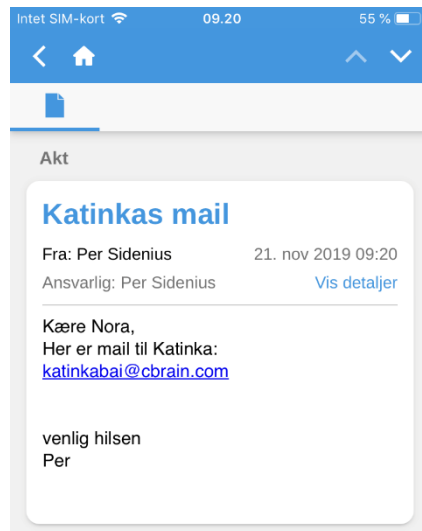 Intet SIM-kort 09.20 55 %
Akt
Katinkas mail
Fra: Per Sidenius 21. nov 2019 09:20
Ansvarlig: Per Sidenius Vis detaljer
Kære Nora,
Her er mail til Katinka:
katinkabai@cbrain.com
venlig hilsen
Per